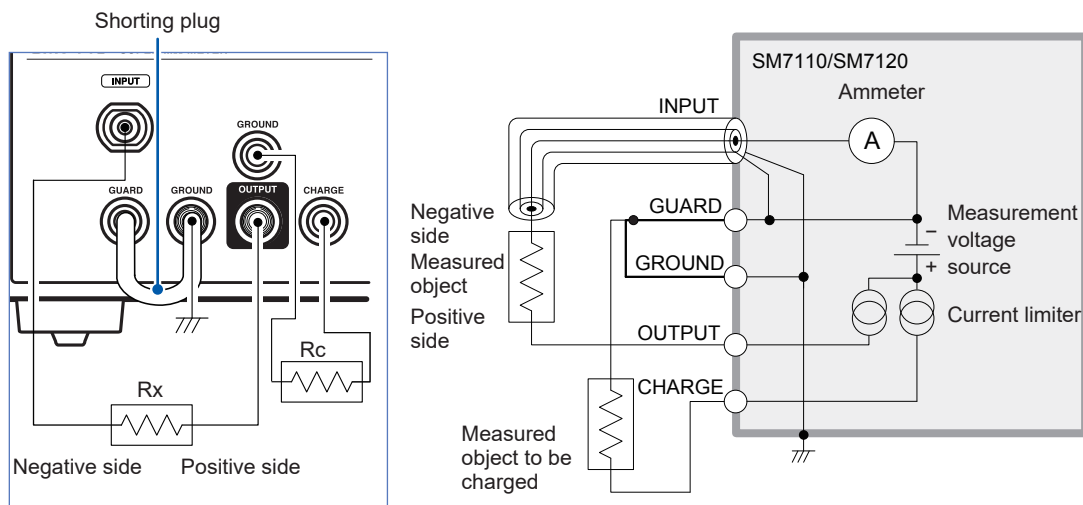 Shorting plug
INPUT
GROUND
GUARD
GROUND
OUTPUT
CHARGE
Rc
Rx
Negative side
Positive side
SM7110/SM7120
Ammeter
INPUT
A
Negative
side
Measured
object
Positive
side
GUARD
GROUND
OUTPUT
CHARGE
Measurement
voltage
source
−
+
Current limiter
Measured
object to be
charged